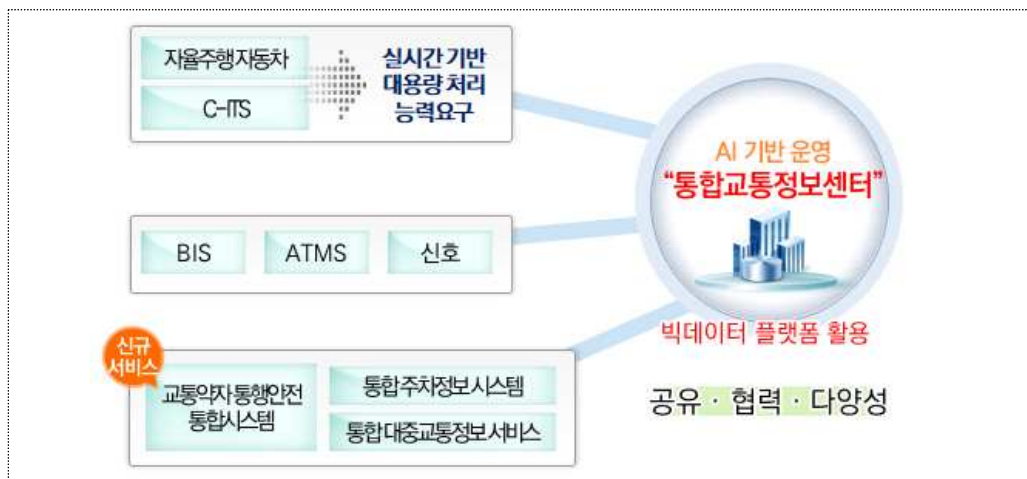 자율주행자동차
C-ITS
실시간 기반
대용량 처리
능력요구
AI 기반 운영
“통합교통정보센터”
BIS
ATMS
신호
빅데이터 플랫폼 활용
신규
서비스
교통약자 통행안전
통합시스템
통합 주차정보 시스템
통합 대중교통정보 서비스
공유 · 협력 · 다양성